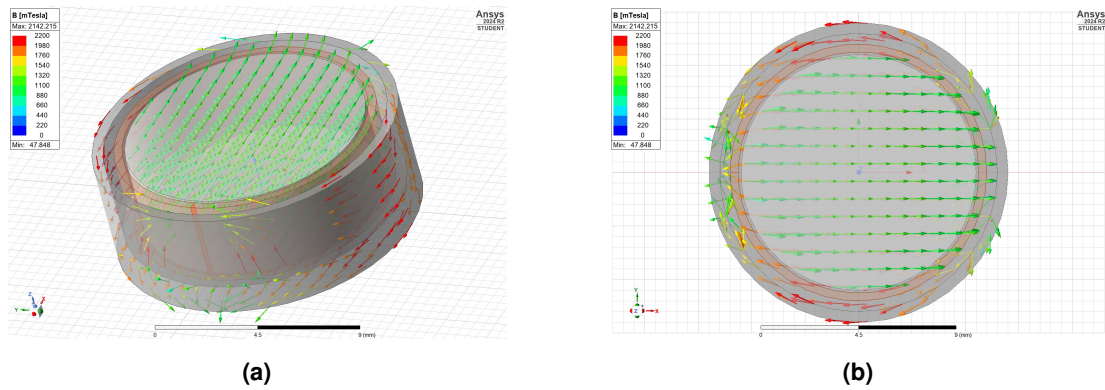 B [mTesla]
Max: 2142.215
2200
1980
1760
1540
1320
1100
880
660
440
220
0
Min: 47.848
Ansys
2024 R2
STUDENT
Z
X
Y
0
4.5
9 (mm)
(a)
B [mTesla]
Max: 2142.215
2200
1980
1760
1540
1320
1100
880
660
440
220
0
Min: 47.848
Ansys
2024 R2
STUDENT
Y
Z
X
0
4.5
9 (mm)
(b)